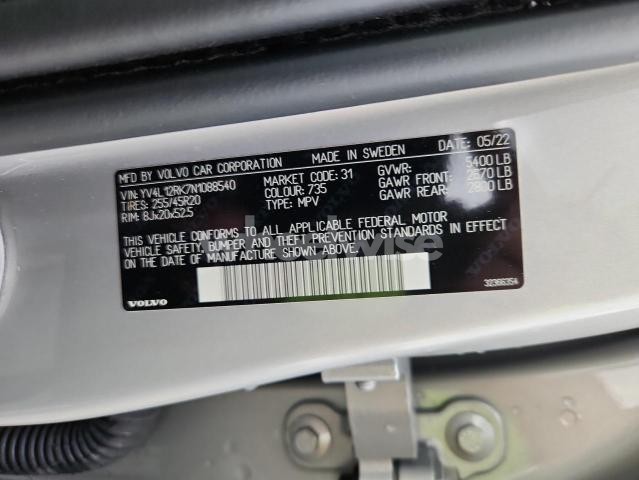 MFD BY VOLVO CAR CORPORATION MADE IN SWEDEN DATE: 05/22
VIN: YV4L12RK7N1088540 MARKET CODE: 31 GVWR: 5400 LB
TIRES: 255/45R20 COLOUR: 735 GAWR FRONT: 2670 LB
RIM: 8Jx20x52.5 TYPE: MPV GAWR REAR: 2800 LB
THIS VEHICLE CONFORMS TO ALL APPLICABLE FEDERAL MOTOR
VEHICLE SAFETY, BUMPER AND THEFT PREVENTION STANDARDS IN EFFECT
ON THE DATE OF MANUFACTURE SHOWN ABOVE.
VOLVO 32366354